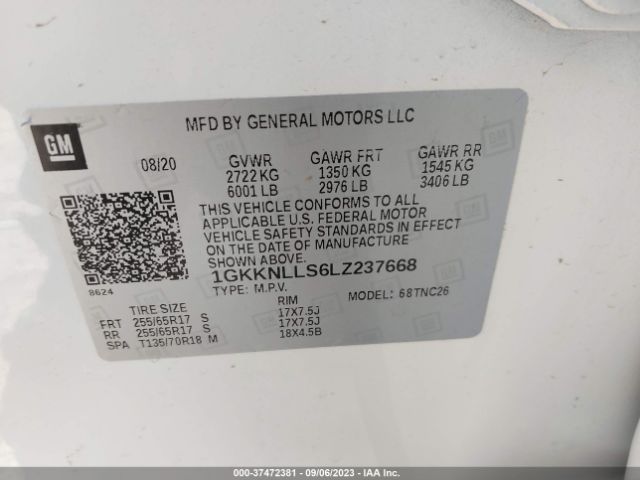 GM
MFD BY GENERAL MOTORS LLC
08/20 GVWR GAWR FRT GAWR RR
2722 KG 1350 KG 1545 KG
6001 LB 2976 LB 3406 LB
THIS VEHICLE CONFORMS TO ALL
APPLICABLE U.S. FEDERAL MOTOR
VEHICLE SAFETY STANDARDS IN EFFECT
ON THE DATE OF MANUFACTURE
SHOWN ABOVE.
8624
1GKKNLLS6LZ237668
TYPE: M.P.V. MODEL: 68TNC26
TIRE SIZE RIM
FRT 255/65R17 S 17X7.5J
RR 255/65R17 S 17X7.5J
SPA T135/70R18 M 18X4.5B
000-37472381 - 09/06/2023 - IAA Inc.